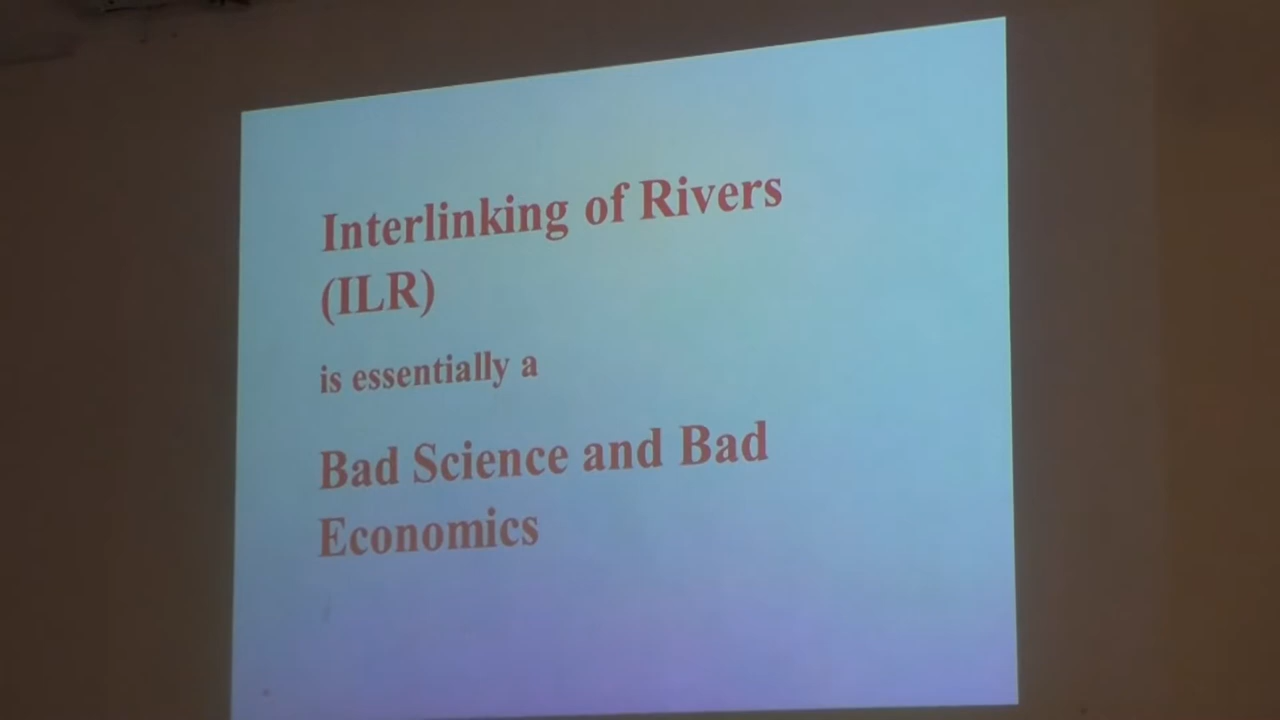 Interlinking of Rivers
(ILR)
is essentially a
Bad Science and Bad
Economics